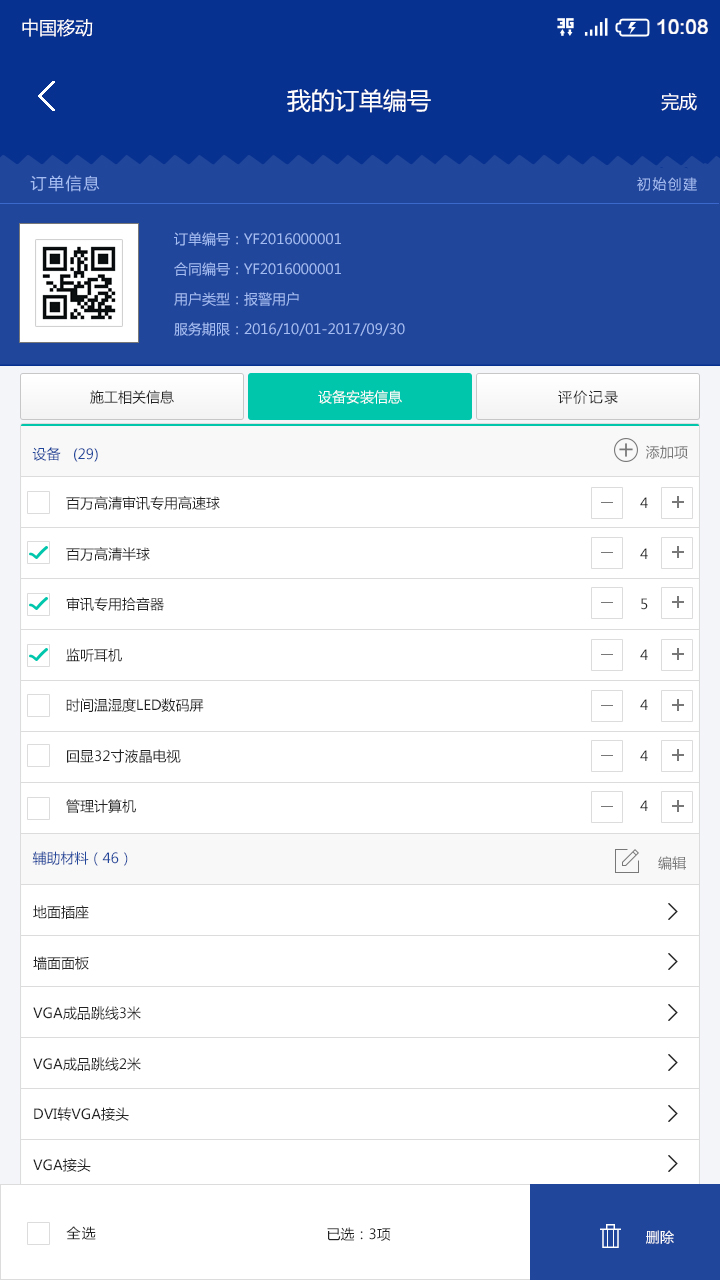 中国移动 3G 10:08
我的订单编号 完成
订单信息 初始创建
订单编号：YF2016000001
合同编号：YF2016000001
用户类型：报警用户
服务期限：2016/10/01-2017/09/30
施工相关信息 设备安装信息 评价记录
设备 (29) 添加项
百万高清审讯专用高速球 4
百万高清半球 4
审讯专用拾音器 5
监听耳机 4
时间温湿度LED数码屏 4
回显32寸液晶电视 4
管理计算机 4
辅助材料（46） 编辑
地面插座
墙面面板
VGA成品跳线3米
VGA成品跳线2米
DVI转VGA接头
VGA接头
全选 已选：3项 删除